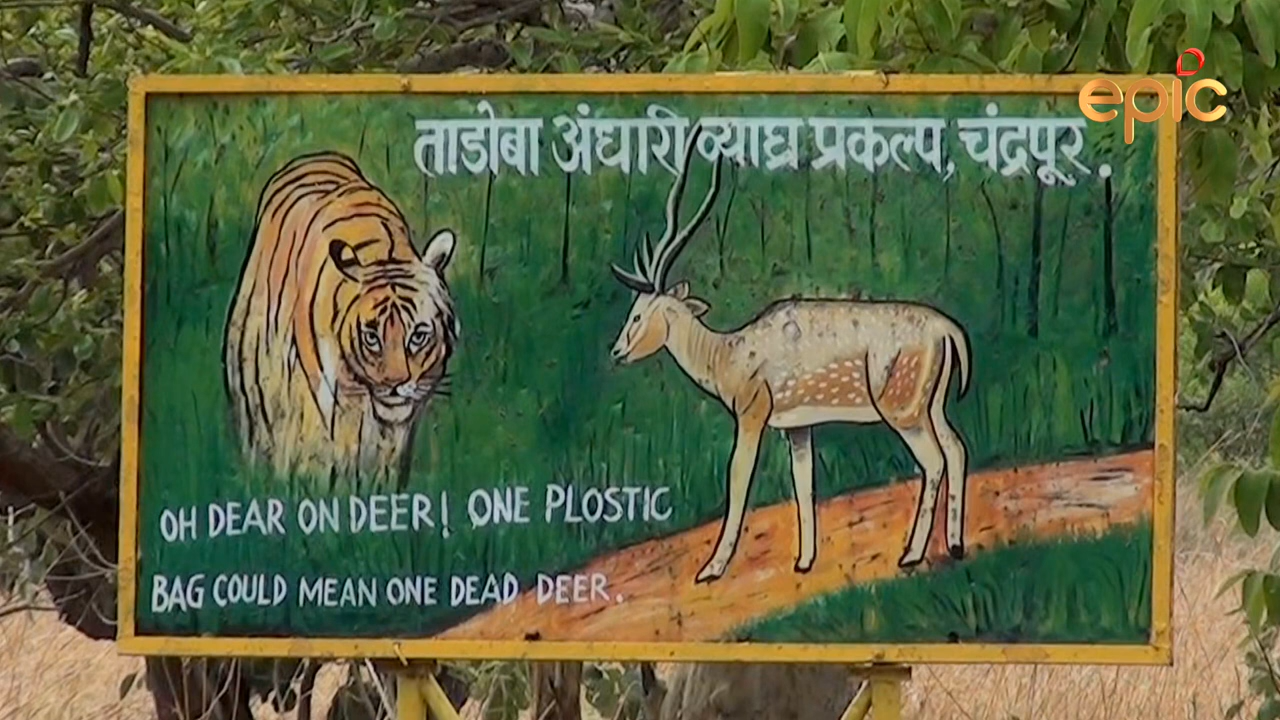 epic
ताडोबा अंधारी व्याघ्र प्रकल्प, चंद्रपूर.
OH DEAR ON DEER! ONE PLOSTIC
BAG COULD MEAN ONE DEAD DEER.